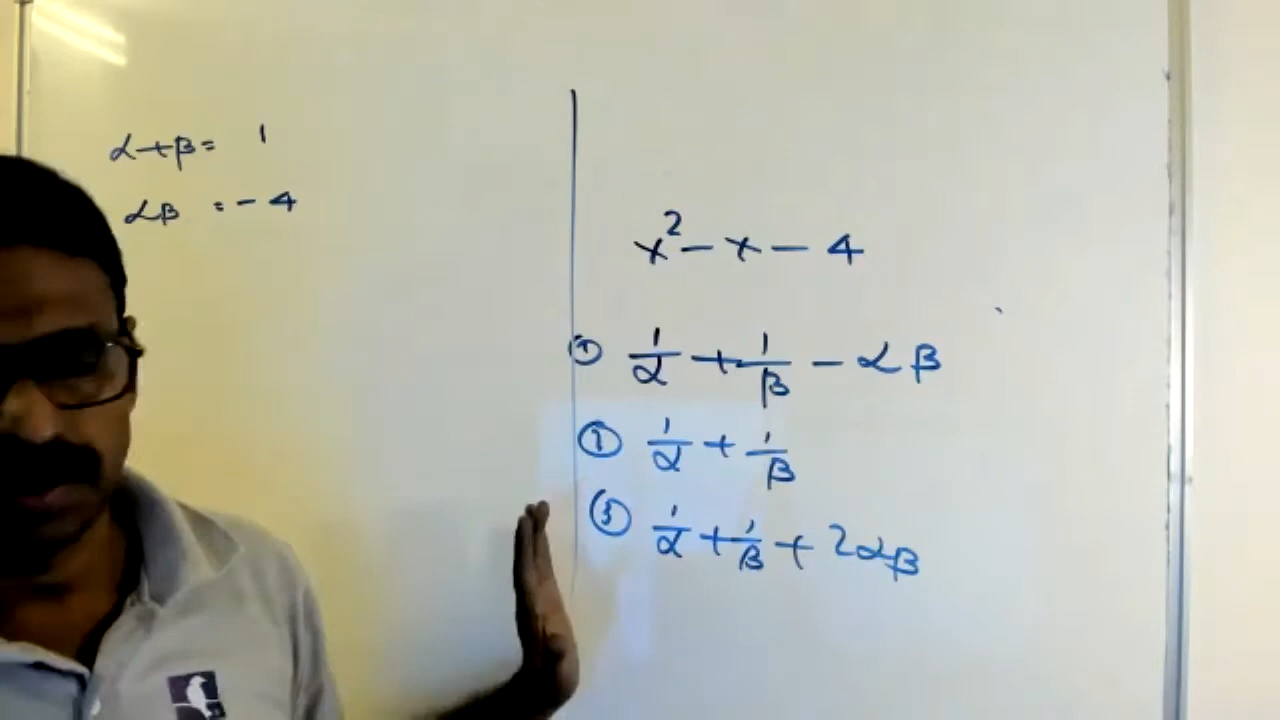 α+β= 1
αβ = -4
x² - x - 4
① 1/α + 1/β - αβ
② 1/α + 1/β
③ 1/α + 1/β + 2αβ